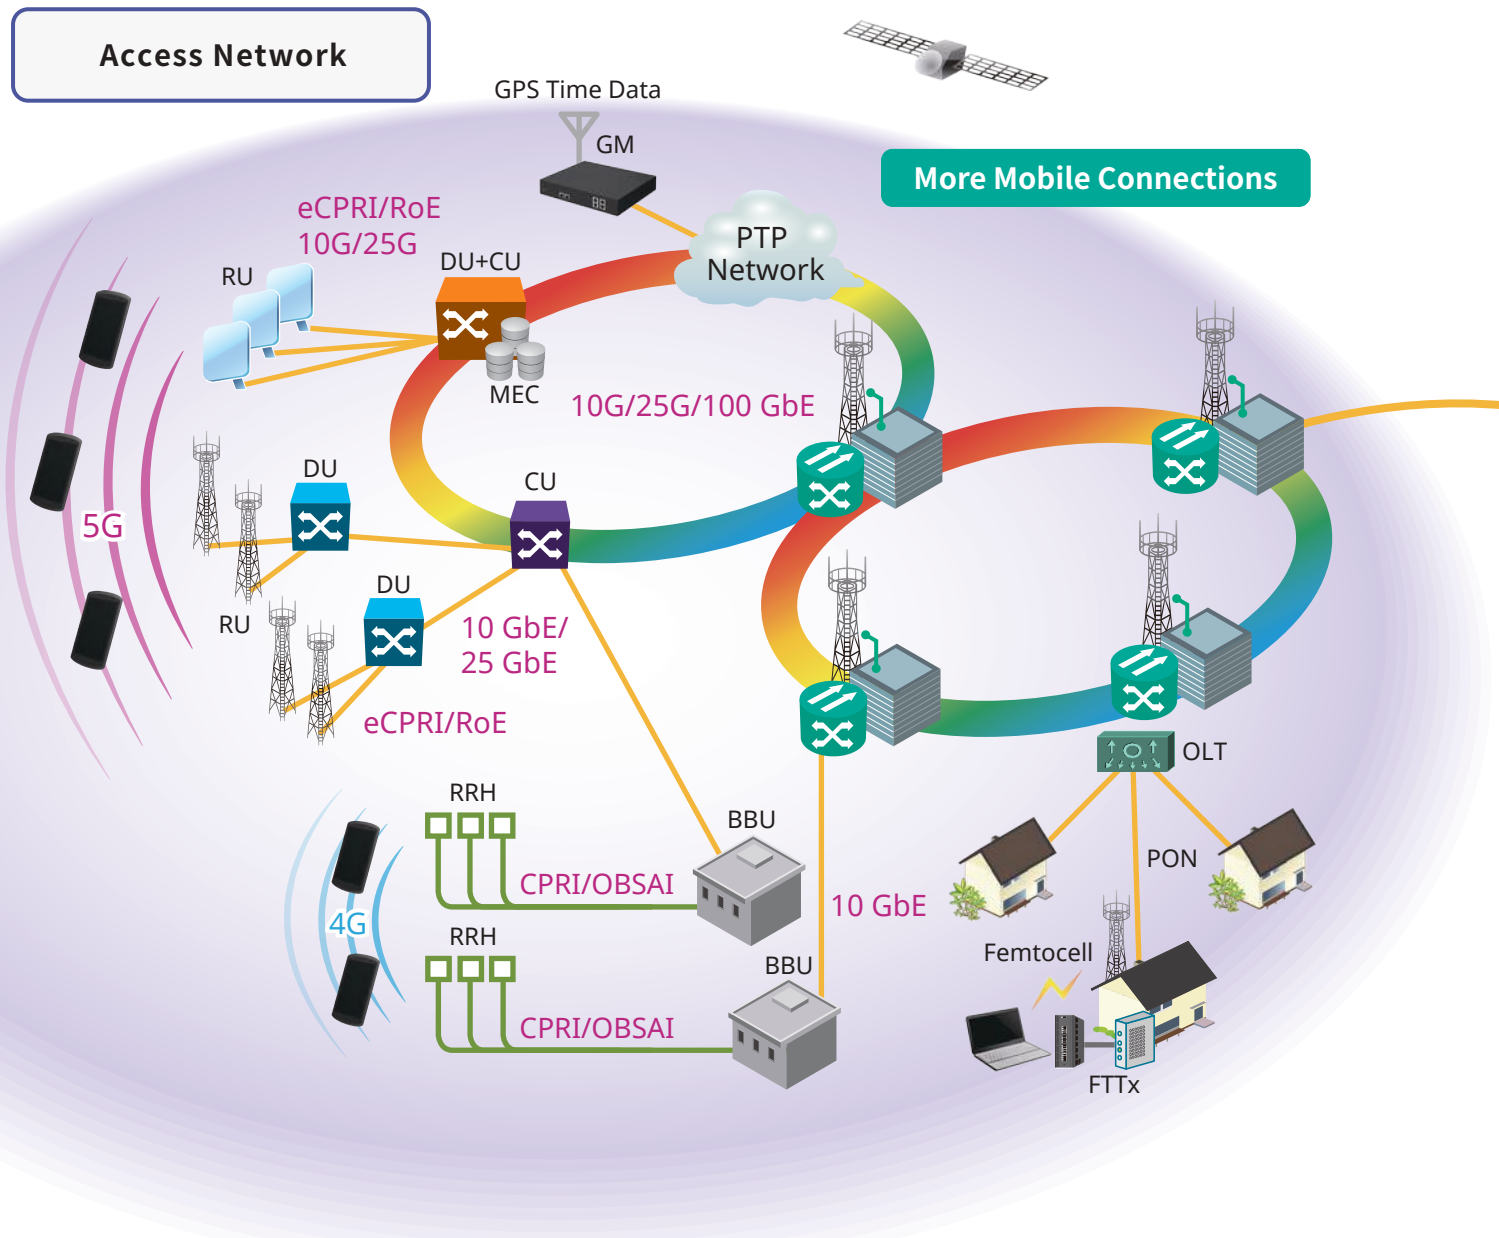 Access Network
GPS Time Data
GM
More Mobile Connections
eCPRI/RoE
10G/25G
PTP
Network
DU+CU
RU
MEC
10G/25G/100 GbE
DU
CU
5G
DU
RU
10 GbE/
25 GbE
eCPRI/RoE
OLT
RRH
BBU
PON
CPRI/OBSAI
10 GbE
4G
RRH
Femtocell
BBU
CPRI/OBSAI
FTTx